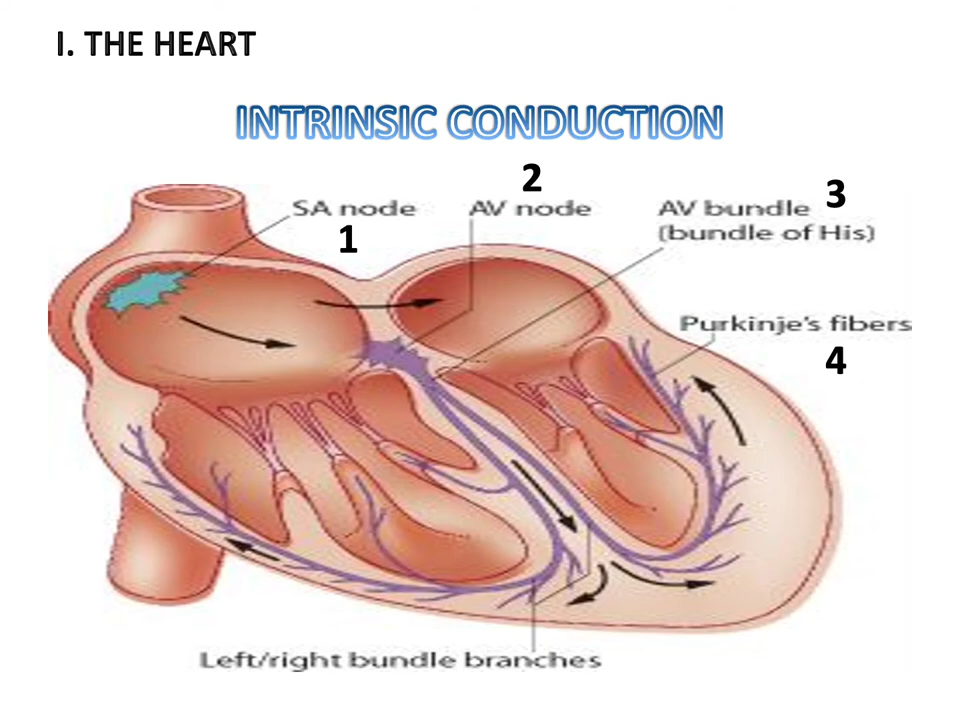 I. THE HEART
INTRINSIC CONDUCTION
2
3
SA node
AV node
AV bundle
(bundle of His)
1
Purkinje's fibers
4
Left/right bundle branches